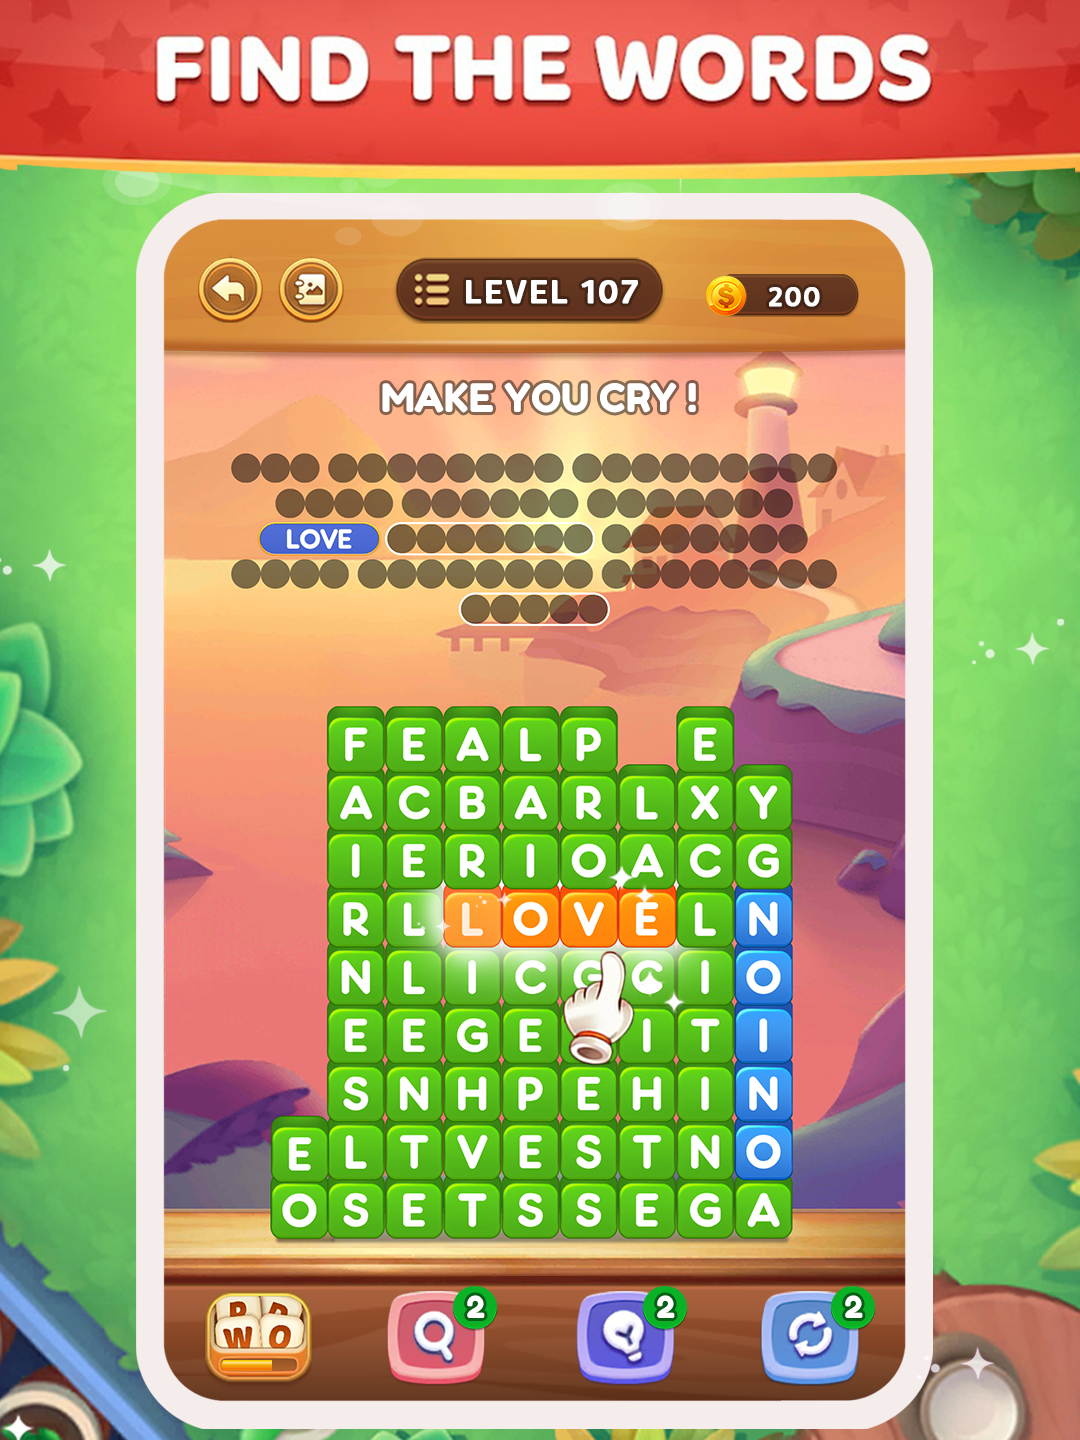 FIND THE WORDS
LEVEL 107
200
MAKE YOU CRY !
LOVE
F E A L P E
A C B A R L X Y
I E R I O A C G
R L L O V E L N
N L I C G C I O
E E G E I T I
S N H P E H I N
E L T V E S T N O
O S E T S S E G A
P D
W O
2
2
2